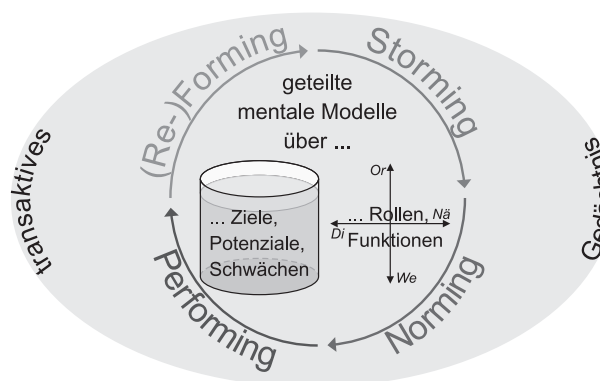 (Re-)Forming
Storming
geteilte
mentale Modelle
über ...
transaktives
Gedächtnis
Or
... Ziele,
Potenziale,
Schwächen
... Rollen, Nä
Di
Funktionen
We
Performing
Norming